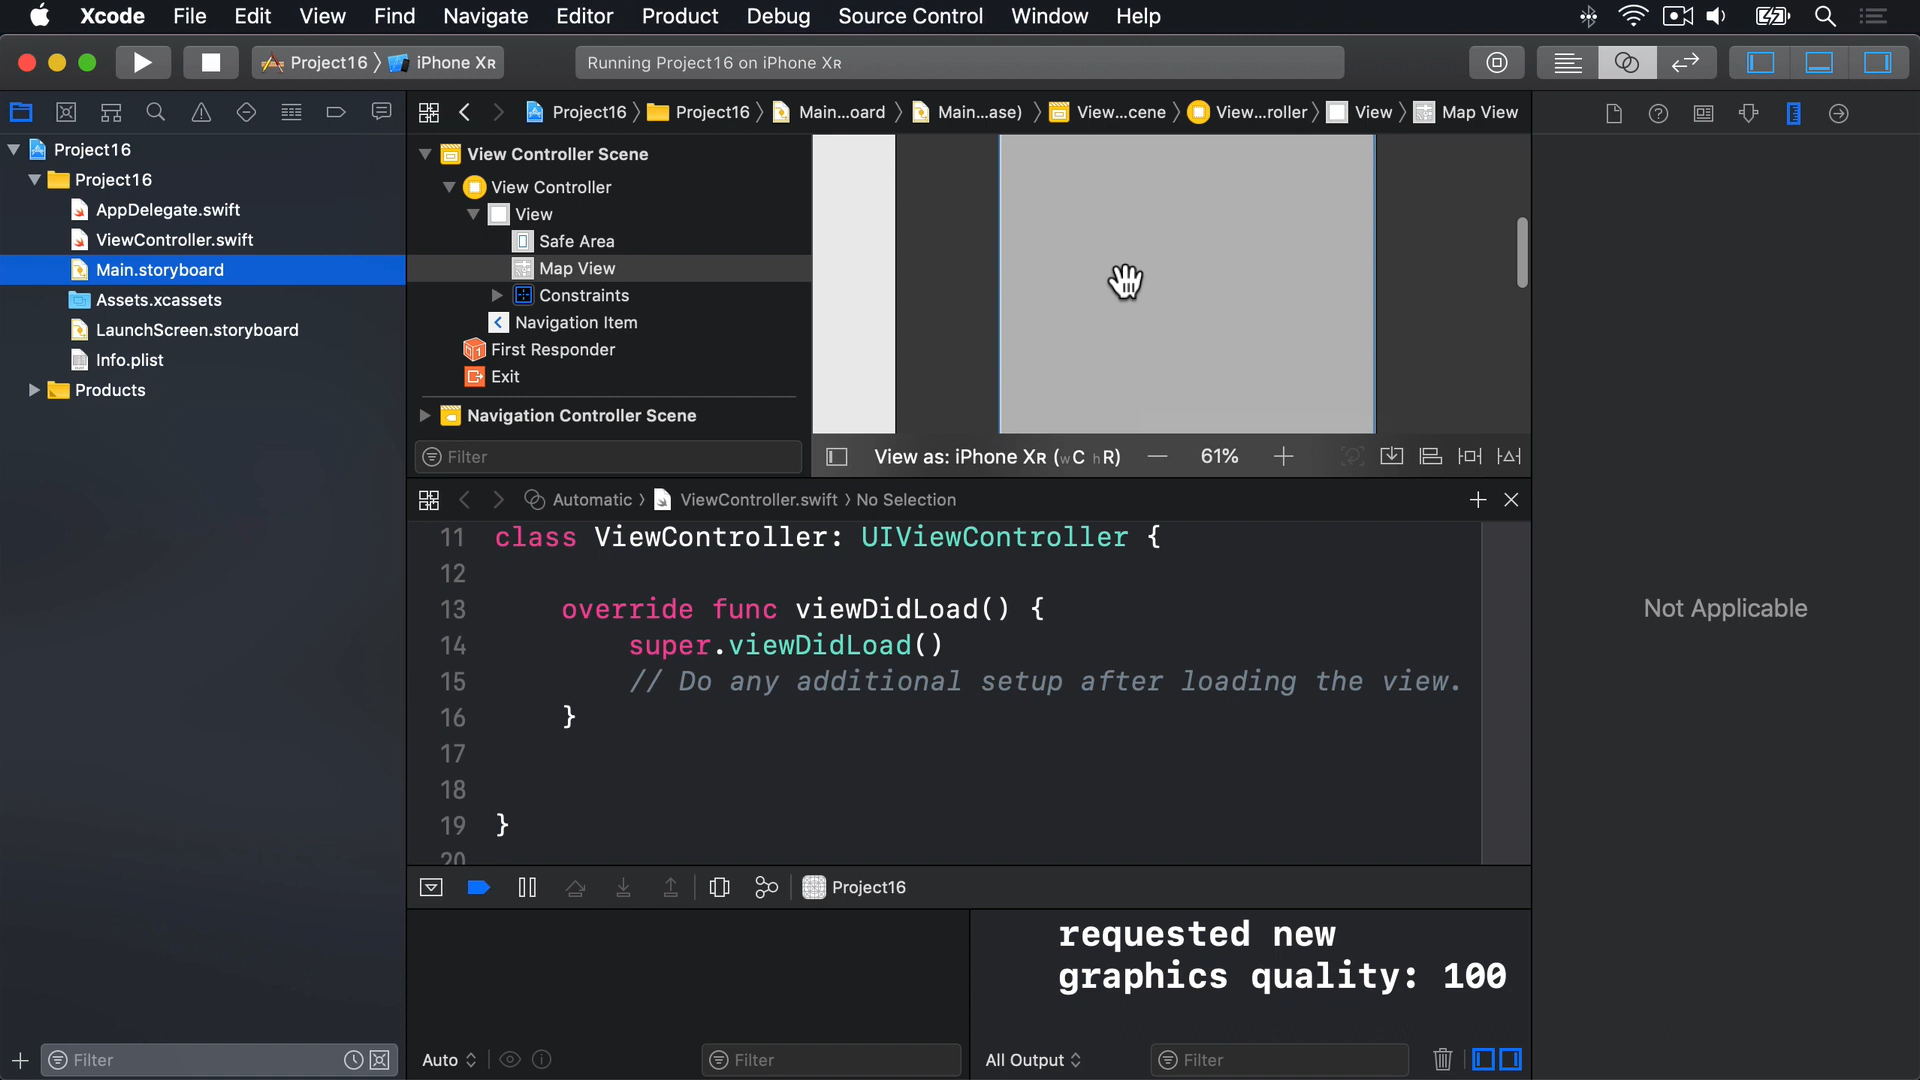 Xcode File Edit View Find Navigate Editor Product Debug Source Control Window Help
Project16 iPhone XR
Running Project16 on iPhone XR
Project16 Project16 Main...oard Main...ase) View...cene View...roller View Map View
Project16
Project16
AppDelegate.swift
ViewController.swift
Main.storyboard
Assets.xcassets
LaunchScreen.storyboard
Info.plist
Products
Filter
View Controller Scene
View Controller
View
Safe Area
Map View
Constraints
Navigation Item
First Responder
Exit
Navigation Controller Scene
Filter
View as: iPhone XR (wC hR) — 61% +
Automatic ViewController.swift No Selection
11 class ViewController: UIViewController {
12
13 override func viewDidLoad() {
14 super.viewDidLoad()
15 // Do any additional setup after loading the view.
16 }
17
18
19 }
20
Project16
requested new
graphics quality: 100
Auto Filter
All Output Filter
Not Applicable